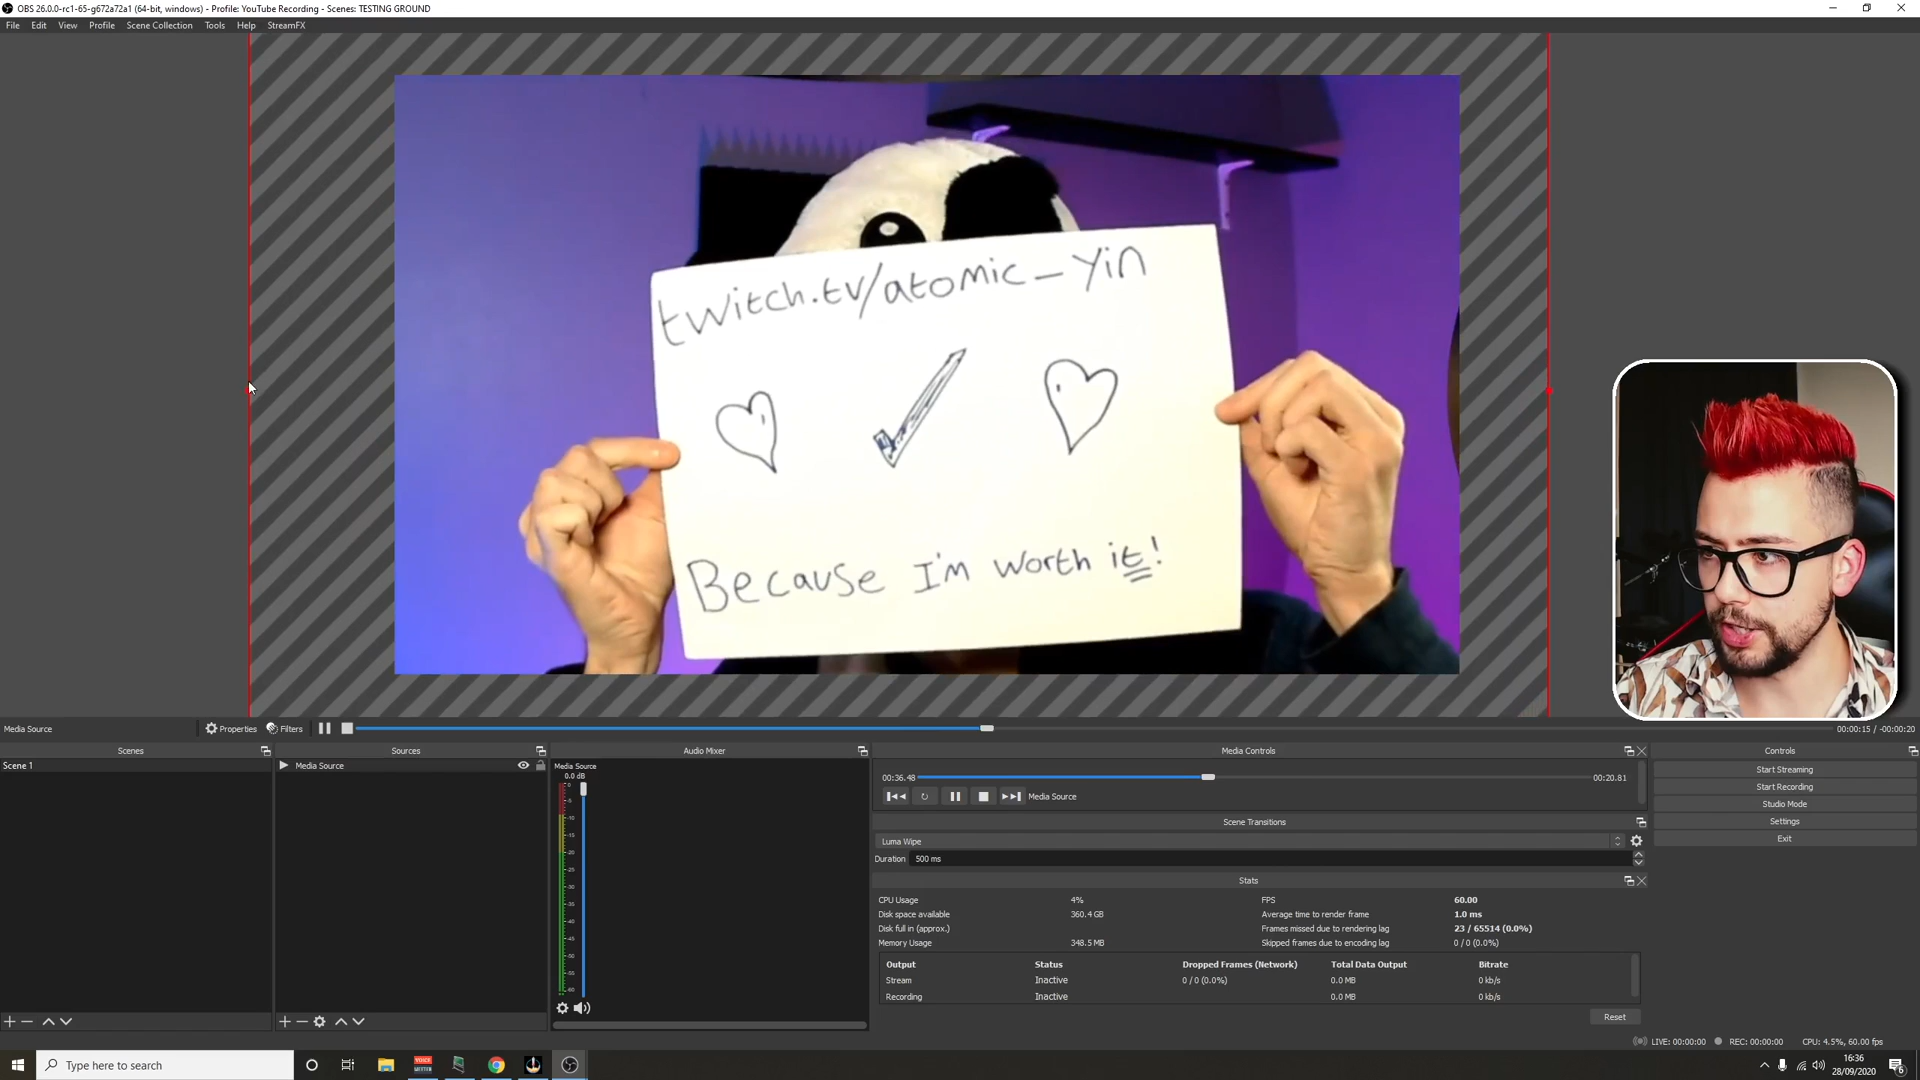 OBS 26.0.0-rc1-65-g672a72a1 (64-bit, windows) - Profile: YouTube Recording - Scenes: TESTING GROUND
File Edit View Profile Scene Collection Tools Help StreamFX
twitch.tv/atomic_yin
Because I'm worth it!
Media Source Properties Filters 00:00:15 / -00:00:20
Scenes Sources Audio Mixer Media Controls Controls
Scene 1
Media Source
Media Source
0.0 dB
00:36.48 00:20.81
Media Source
Scene Transitions
Luma Wipe
Duration 500 ms
Stats
CPU Usage 4% FPS 60.00
Disk space available 360.4 GB Average time to render frame 1.0 ms
Disk full in (approx.) Frames missed due to rendering lag 23 / 65514 (0.0%)
Memory Usage 348.5 MB Skipped frames due to encoding lag 0 / 0 (0.0%)
Output Status Dropped Frames (Network) Total Data Output Bitrate
Stream Inactive 0 / 0 (0.0%) 0.0 MB 0 kb/s
Recording Inactive 0.0 MB 0 kb/s
Reset
Start Streaming
Start Recording
Studio Mode
Settings
Exit
LIVE: 00:00:00 REC: 00:00:00 CPU: 4.5%, 60.00 fps
Type here to search
16:36
28/09/2020